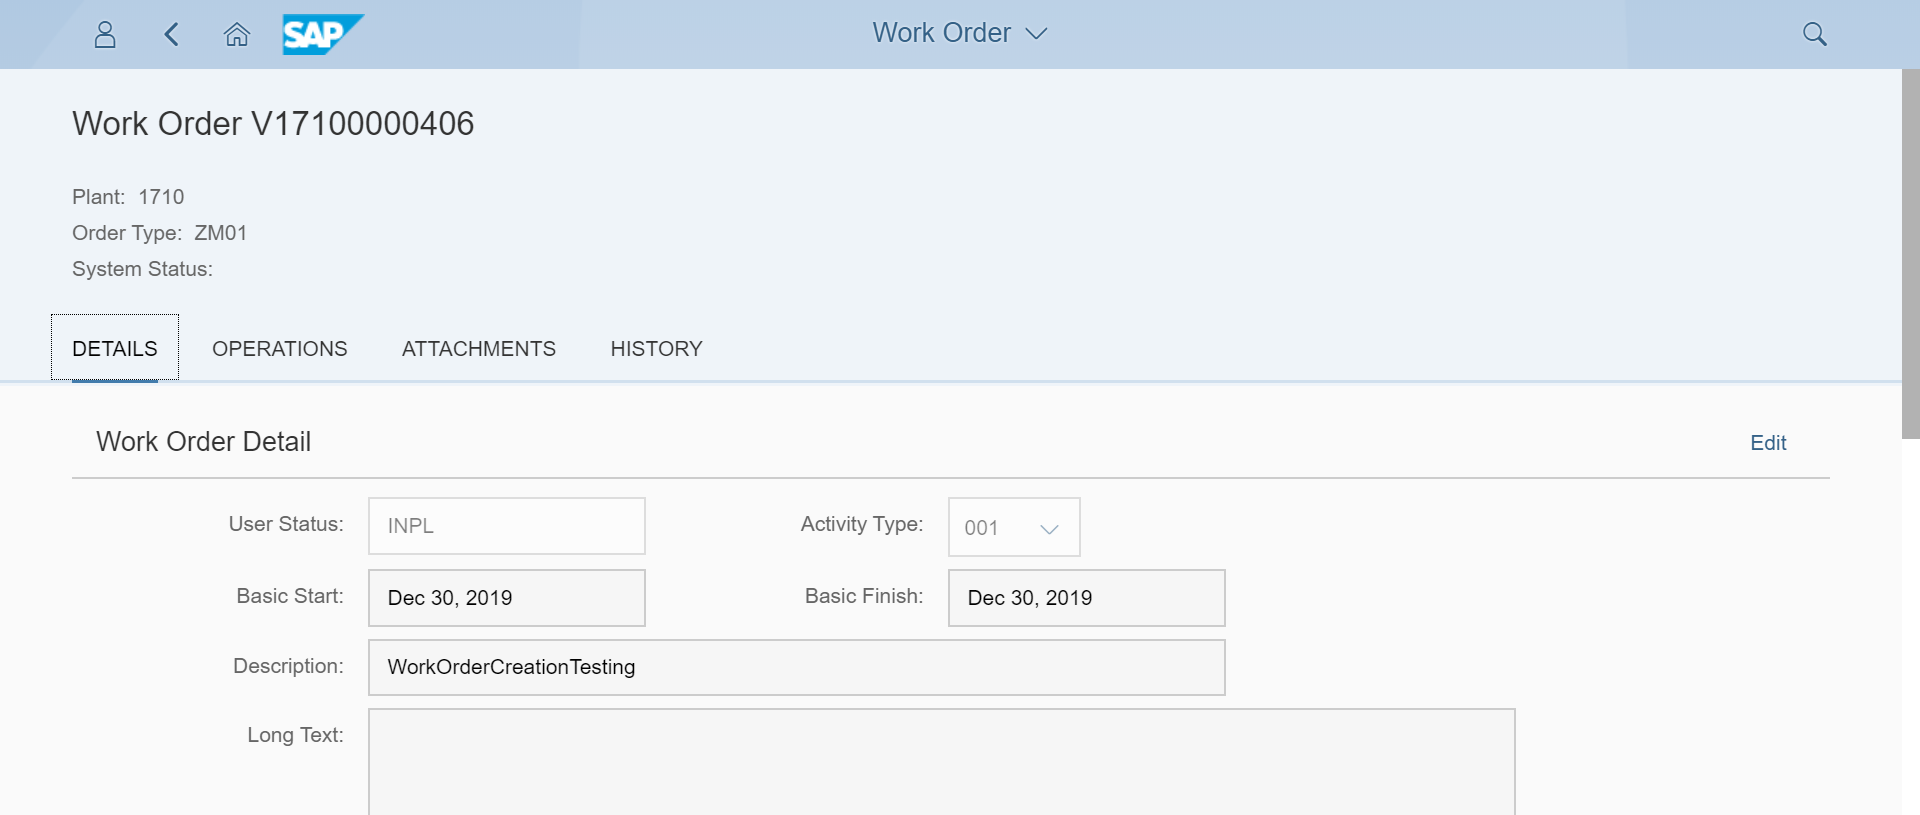 SAP
Work Order
Work Order V17100000406
Plant: 1710
Order Type: ZM01
System Status:
DETAILS OPERATIONS ATTACHMENTS HISTORY
Work Order Detail Edit
User Status: INPL Activity Type: 001
Basic Start: Dec 30, 2019 Basic Finish: Dec 30, 2019
Description: WorkOrderCreationTesting
Long Text: